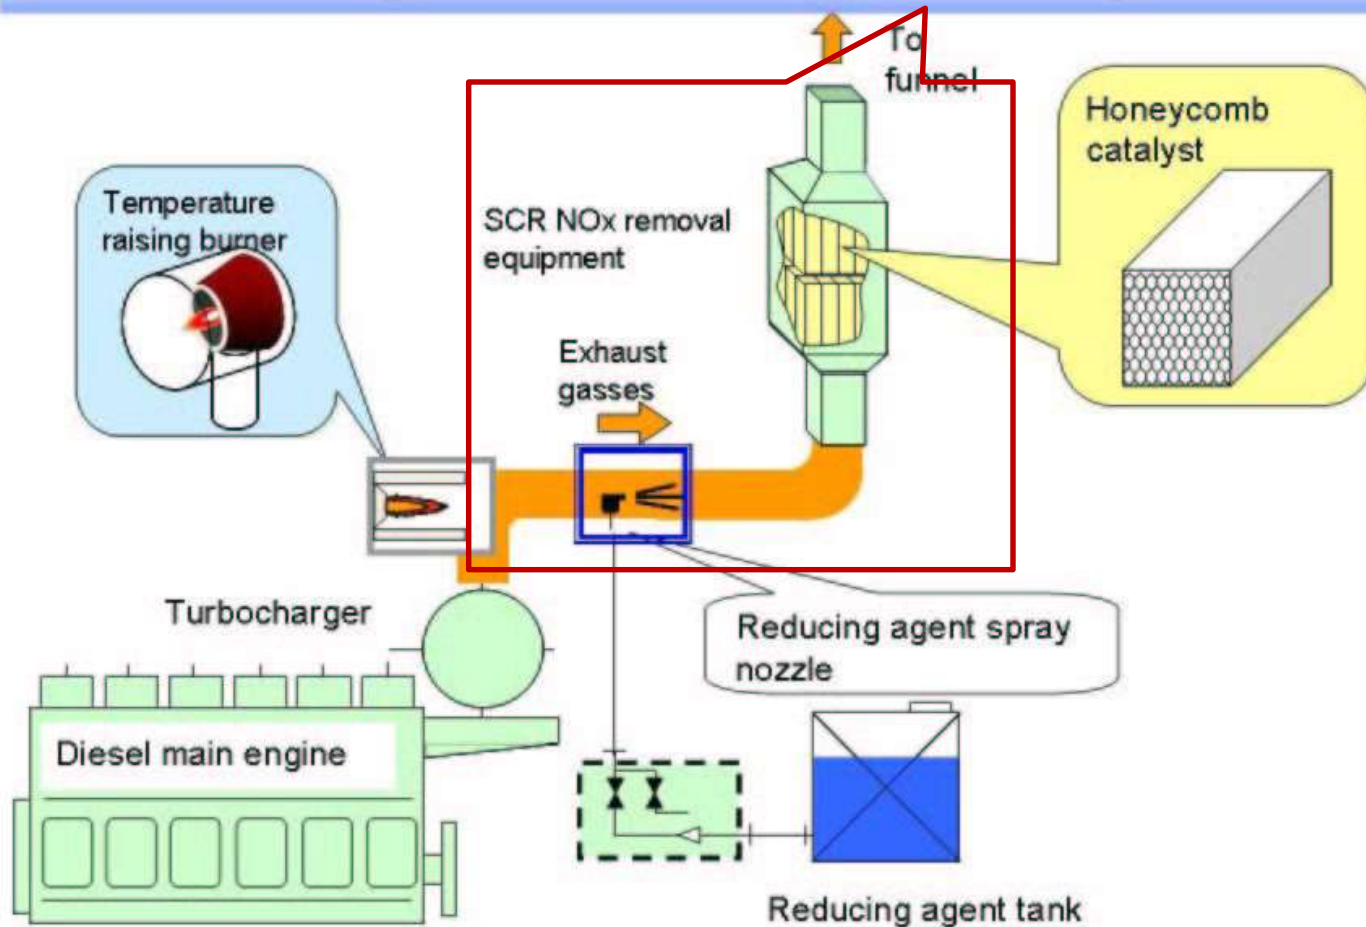 To
funnel
Honeycomb
catalyst
Temperature
raising burner
SCR NOx removal
equipment
Exhaust
gasses
Turbocharger
Reducing agent spray
nozzle
Diesel main engine
Reducing agent tank